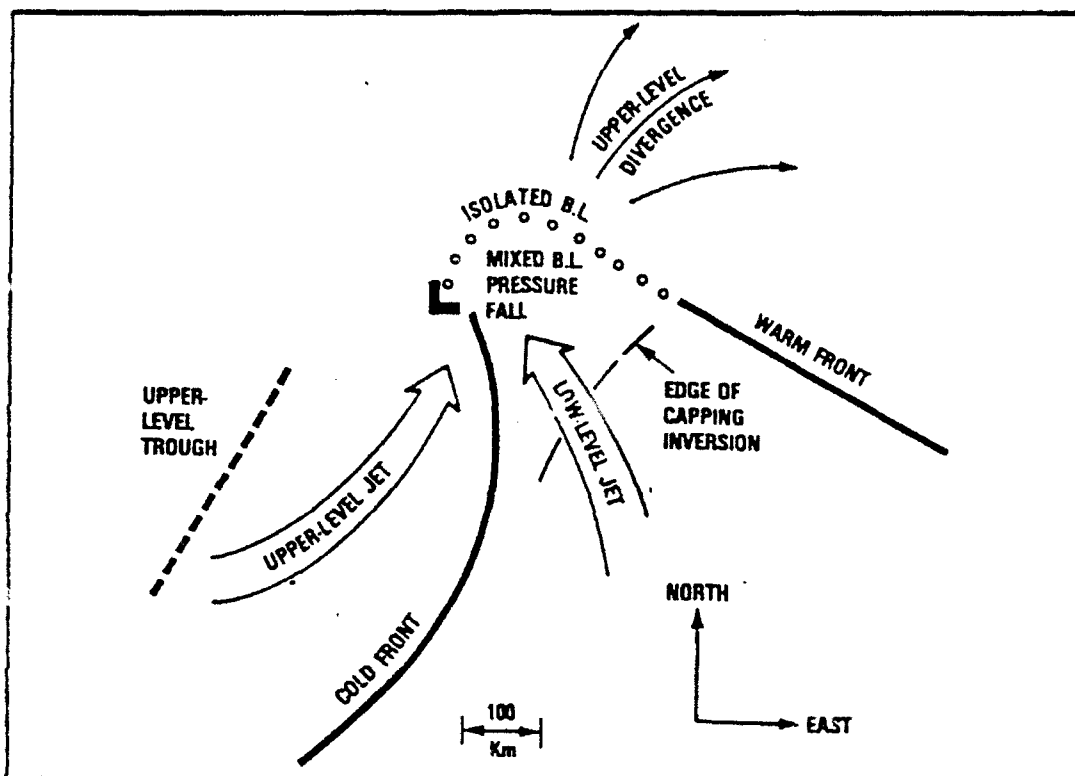 UPPER-LEVEL
DIVERGENCE
ISOLATED B.L.
MIXED B.L.
PRESSURE
FALL
L
WARM FRONT
UPPER-
LEVEL
TROUGH
EDGE OF
CAPPING
INVERSION
LOW-LEVEL JET
UPPER-LEVEL JET
NORTH
COLD FRONT
100
Km
EAST